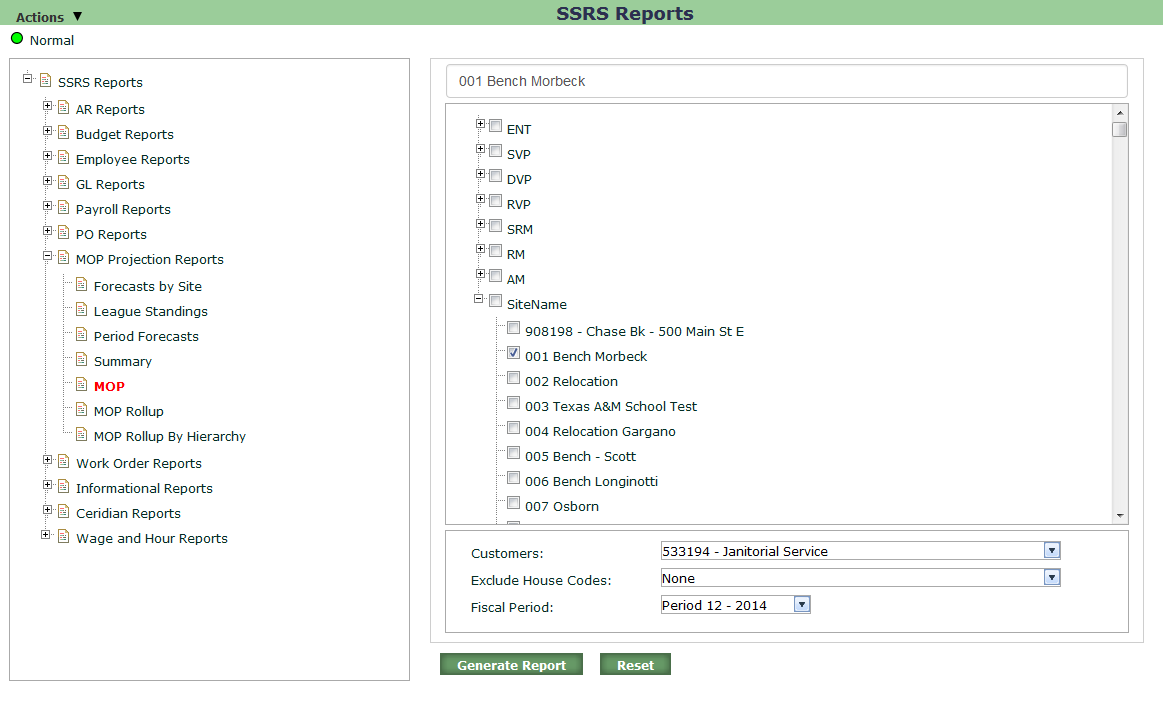 Actions ▼
SSRS Reports
Normal
SSRS Reports
AR Reports
Budget Reports
Employee Reports
GL Reports
Payroll Reports
PO Reports
MOP Projection Reports
Forecasts by Site
League Standings
Period Forecasts
Summary
MOP
MOP Rollup
MOP Rollup By Hierarchy
Work Order Reports
Informational Reports
Ceridian Reports
Wage and Hour Reports
001 Bench Morbeck
ENT
SVP
DVP
RVP
SRM
RM
AM
SiteName
908198 - Chase Bk - 500 Main St E
001 Bench Morbeck
002 Relocation
003 Texas A&M School Test
004 Relocation Gargano
005 Bench - Scott
006 Bench Longinotti
007 Osborn
Customers: 533194 - Janitorial Service
Exclude House Codes: None
Fiscal Period: Period 12 - 2014
Generate Report Reset